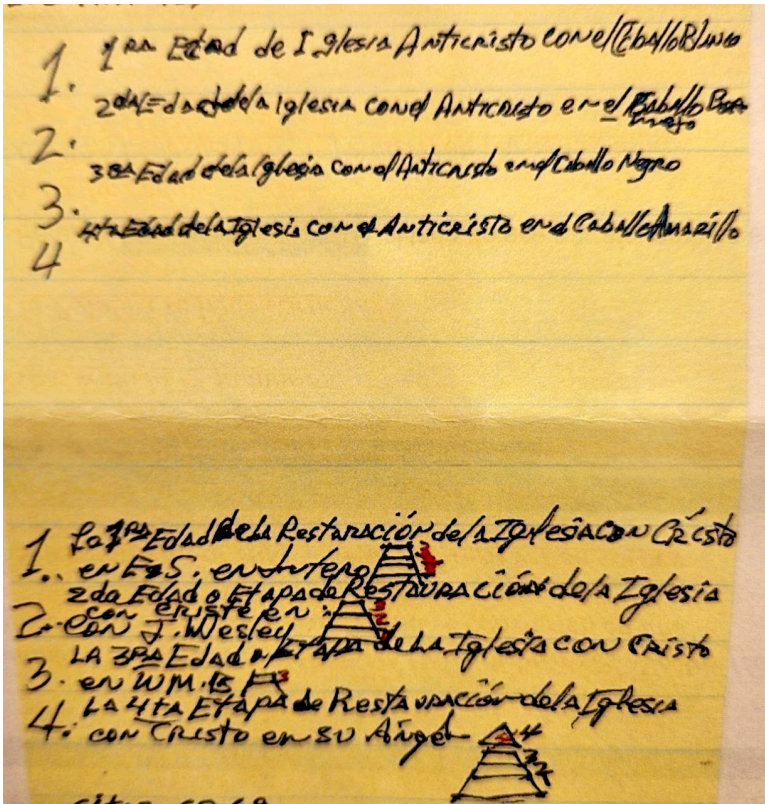 1. 1ra Edad de Iglesia Anticristo con el Caballo Blanco
2. 2da Edad de la Iglesia con el Anticristo en el Caballo
3. 3ra Edad de la Iglesia con el Anticristo en el Caballo Negro
4 4ta Edad de la Iglesia con el Anticristo en el Caballo Amarillo
1. La 1ra Edad de la Restauración de la Iglesia con Cristo
en E.S. en Lutero
2da Edad o Etapa de Restauración de la Iglesia
2. con Cristo en:
con J. Wesley
LA 3RA Edad o Etapa de LA Iglesia con Cristo
3. en WM. B
LA 4ta Etapa de Restauración de la Iglesia
4. con Cristo en su Ángel
4
3
2